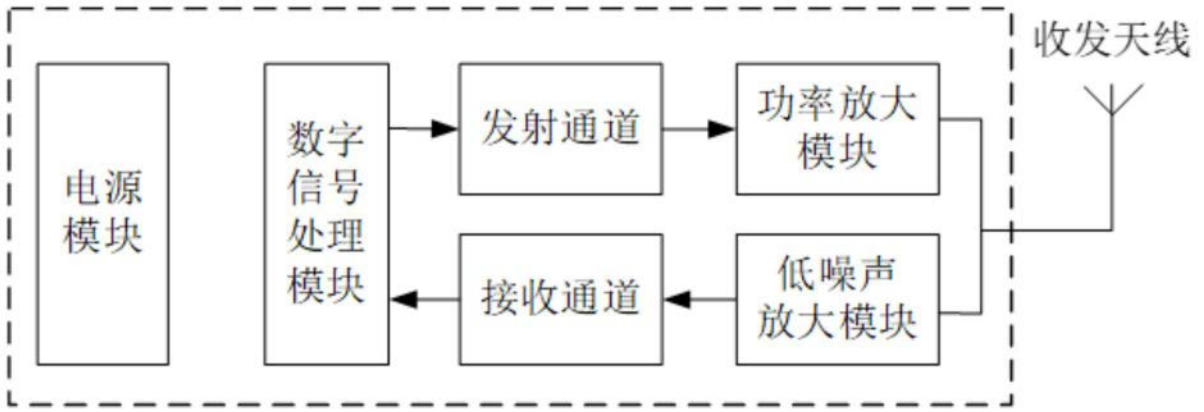 收发天线
电源
模块
数字
信号
处理
模块
发射通道
功率放大
模块
接收通道
低噪声
放大模块